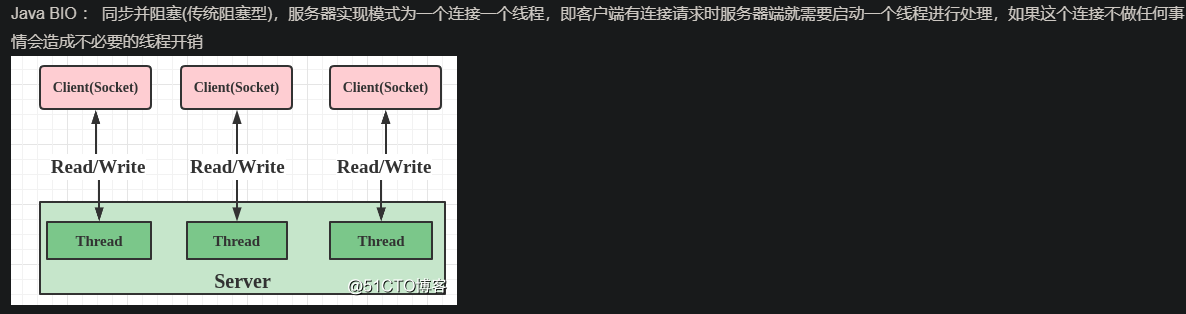 Java BIO ： 同步并阻塞(传统阻塞型)，服务器实现模式为一个连接一个线程，即客户端有连接请求时服务器端就需要启动一个线程进行处理，如果这个连接不做任何事
情会造成不必要的线程开销
Client(Socket) Client(Socket) Client(Socket)
Read/Write Read/Write Read/Write
Thread Thread Thread
Server
@51CTO博客